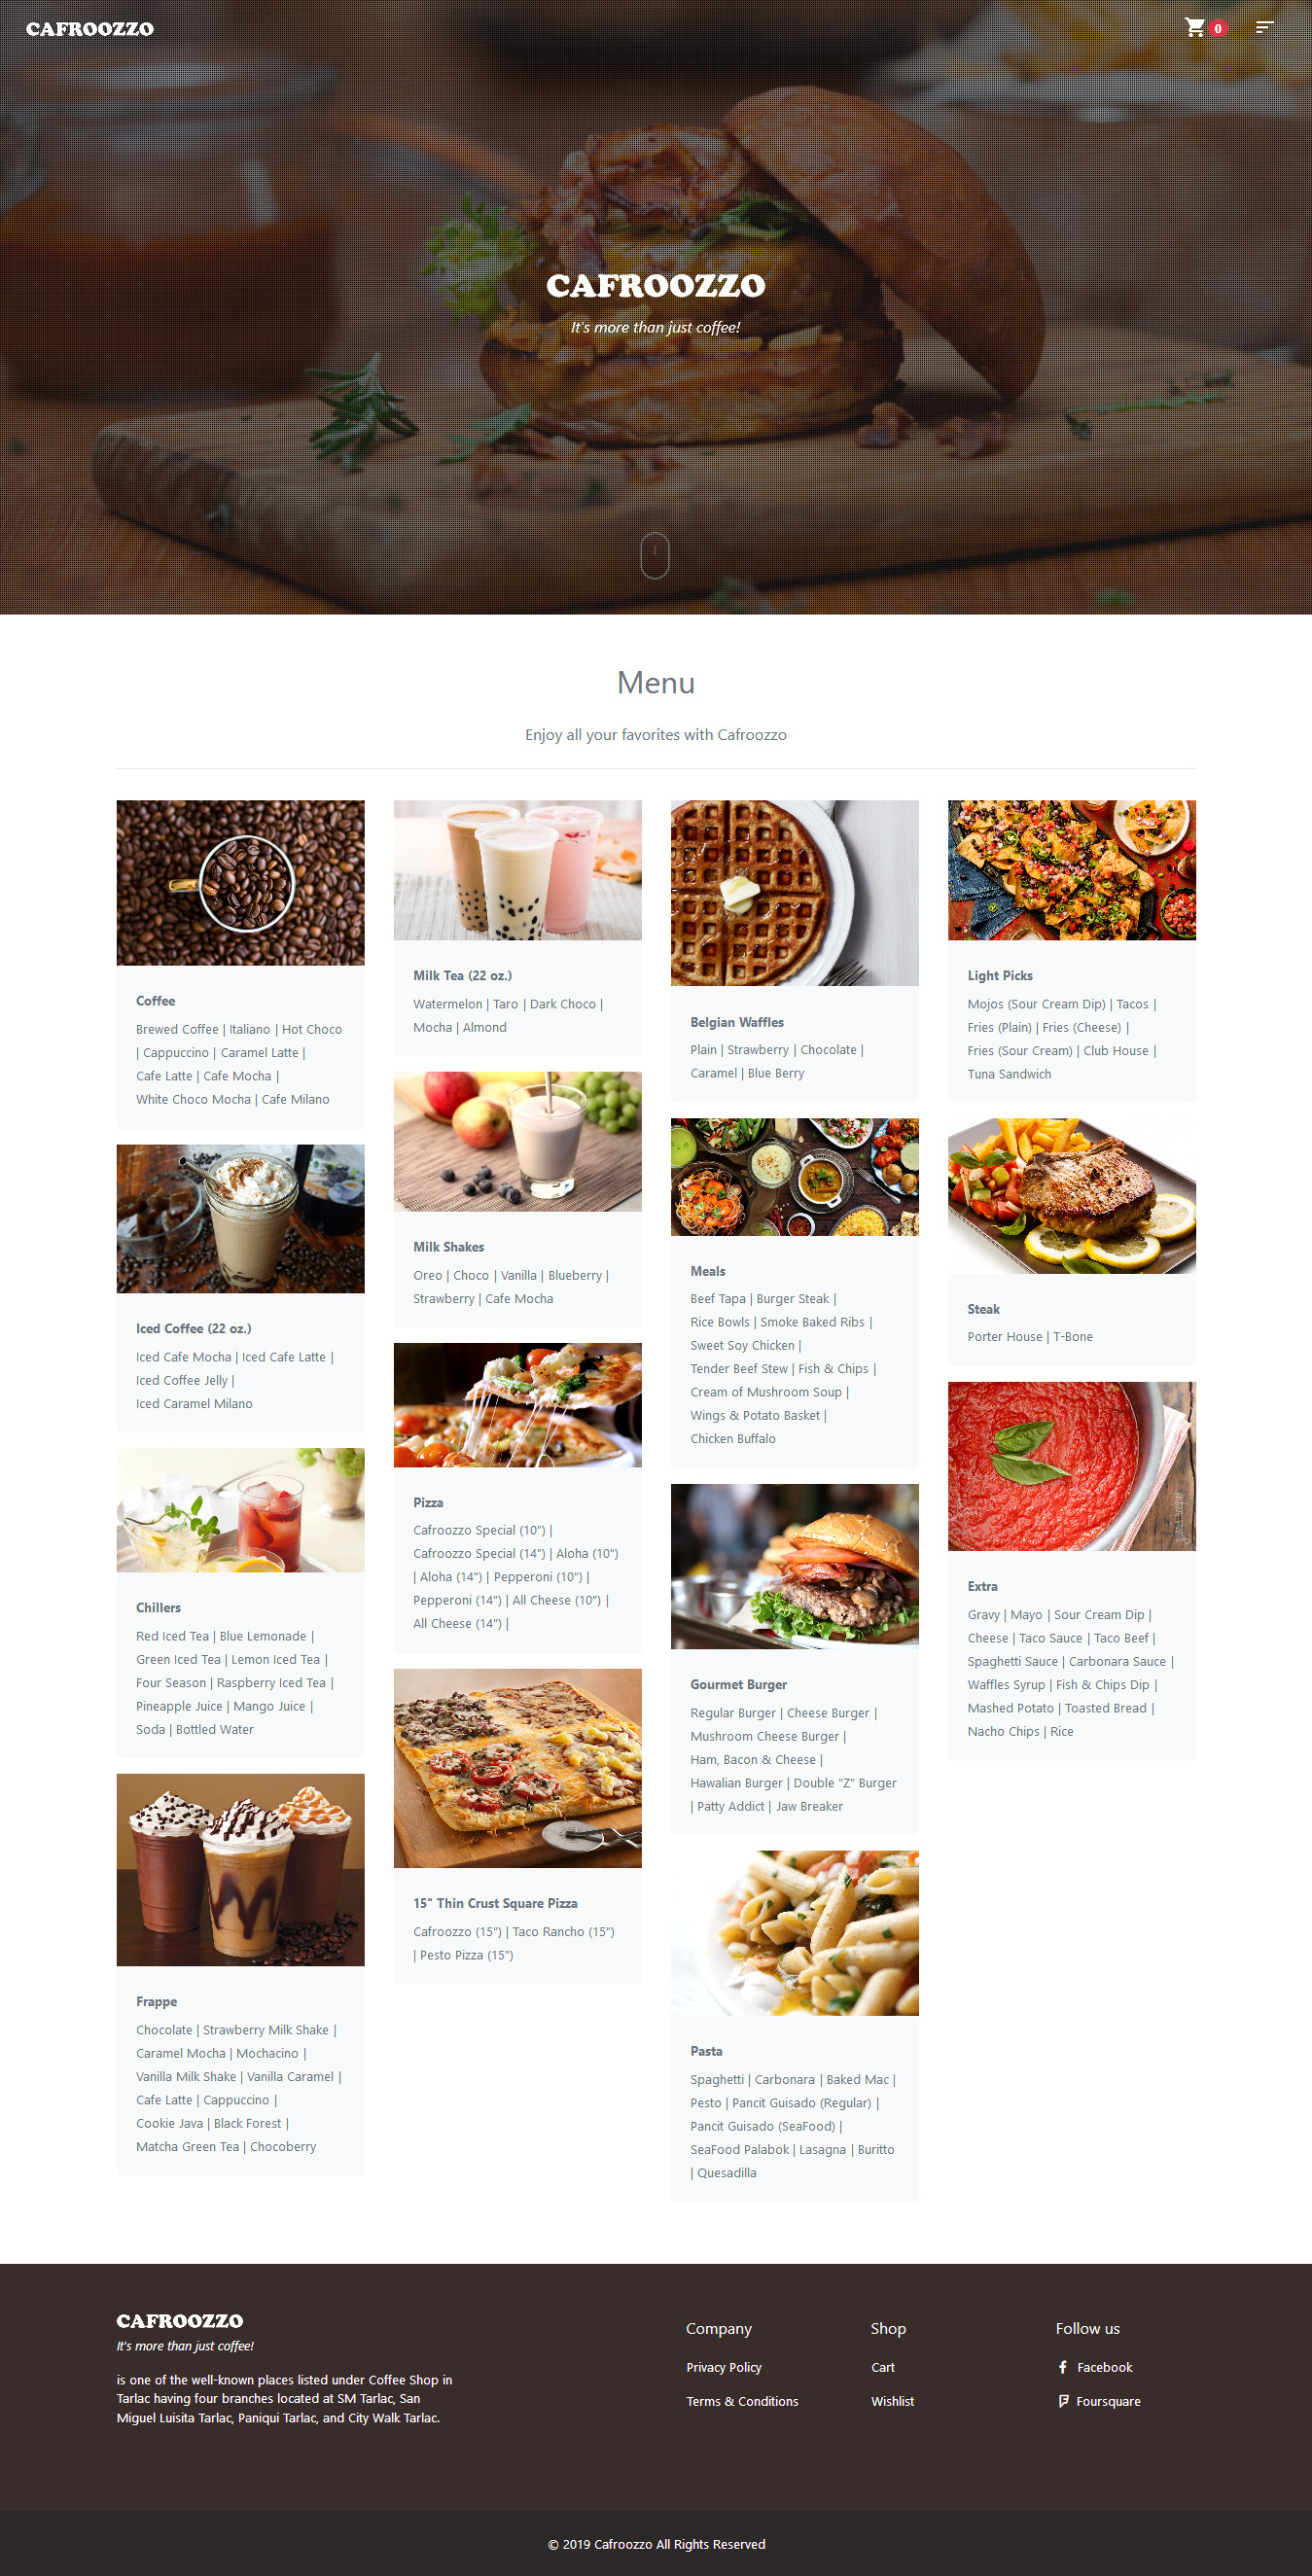 CAFROOZZO
0
CAFROOZZO
It's more than just coffee!
Menu
Enjoy all your favorites with Cafroozzo
Coffee
Brewed Coffee | Italiano | Hot Choco
| Cappuccino | Caramel Latte |
Cafe Latte | Cafe Mocha |
White Choco Mocha | Cafe Milano
Iced Coffee (22 oz.)
Iced Cafe Mocha | Iced Cafe Latte |
Iced Coffee Jelly |
Iced Caramel Milano
Chillers
Red Iced Tea | Blue Lemonade |
Green Iced Tea | Lemon Iced Tea |
Four Season | Raspberry Iced Tea |
Pineapple Juice | Mango Juice |
Soda | Bottled Water
Frappe
Chocolate | Strawberry Milk Shake |
Caramel Mocha | Mochacino |
Vanilla Milk Shake | Vanilla Caramel |
Cafe Latte | Cappuccino |
Cookie Java | Black Forest |
Matcha Green Tea | Chocoberry
Milk Tea (22 oz.)
Watermelon | Taro | Dark Choco |
Mocha | Almond
Milk Shakes
Oreo | Choco | Vanilla | Blueberry |
Strawberry | Cafe Mocha
Pizza
Cafroozzo Special (10") |
Cafroozzo Special (14") | Aloha (10")
| Aloha (14") | Pepperoni (10") |
Pepperoni (14") | All Cheese (10") |
All Cheese (14") |
15" Thin Crust Square Pizza
Cafroozzo (15") | Taco Rancho (15")
| Pesto Pizza (15")
Belgian Waffles
Plain | Strawberry | Chocolate |
Caramel | Blue Berry
Meals
Beef Tapa | Burger Steak |
Rice Bowls | Smoke Baked Ribs |
Sweet Soy Chicken |
Tender Beef Stew | Fish & Chips |
Cream of Mushroom Soup |
Wings & Potato Basket |
Chicken Buffalo
Gourmet Burger
Regular Burger | Cheese Burger |
Mushroom Cheese Burger |
Ham, Bacon & Cheese |
Hawaiian Burger | Double "Z" Burger
| Patty Addict | Jaw Breaker
Pasta
Spaghetti | Carbonara | Baked Mac |
Pesto | Pancit Guisado (Regular) |
Pancit Guisado (SeaFood) |
SeaFood Palabok | Lasagna | Buritto
| Quesadilla
Light Picks
Mojos (Sour Cream Dip) | Tacos |
Fries (Plain) | Fries (Cheese) |
Fries (Sour Cream) | Club House |
Tuna Sandwich
Steak
Porter House | T-Bone
Extra
Gravy | Mayo | Sour Cream Dip |
Cheese | Taco Sauce | Taco Beef |
Spaghetti Sauce | Carbonara Sauce |
Waffles Syrup | Fish & Chips Dip |
Mashed Potato | Toasted Bread |
Nacho Chips | Rice
CAFROOZZO
It's more than just coffee!
is one of the well-known places listed under Coffee Shop in
Tarlac having four branches located at SM Tarlac, San
Miguel Luisita Tarlac, Paniqui Tarlac, and City Walk Tarlac.
Company
Privacy Policy
Terms & Conditions
Shop
Cart
Wishlist
Follow us
Facebook
Foursquare
© 2019 Cafroozzo All Rights Reserved